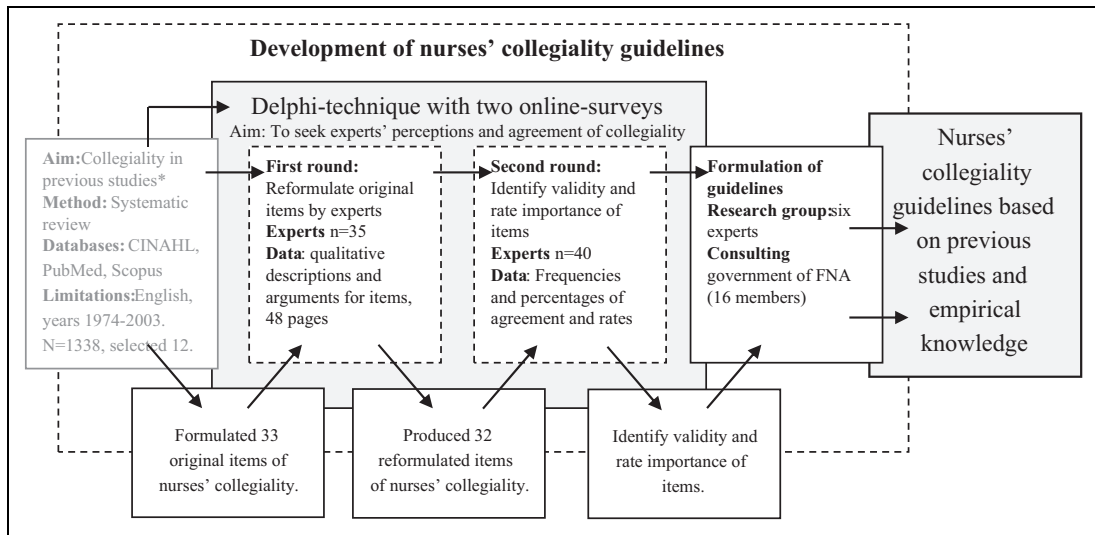 Development of nurses’ collegiality guidelines
Delphi-technique with two online-surveys
Aim: To seek experts’ perceptions and agreement of collegiality
Aim:Collegiality in
previous studies*
Method: Systematic
review
Databases: CINAHL,
PubMed, Scopus
Limitations:English,
years 1974-2003.
N=1338, selected 12.
First round:
Reformulate original
items by experts
Experts n=35
Data: qualitative
descriptions and
arguments for items,
48 pages
Second round:
Identify validity and
rate importance of
items
Experts n=40
Data: Frequencies
and percentages of
agreement and rates
Formulation of
guidelines
Research group:six
experts
Consulting
government of FNA
(16 members)
Nurses’
collegiality
guidelines based
on previous
studies and
empirical
knowledge
Formulated 33
original items of
nurses’ collegiality.
Produced 32
reformulated items
of nurses’ collegiality.
Identify validity and
rate importance of
items.